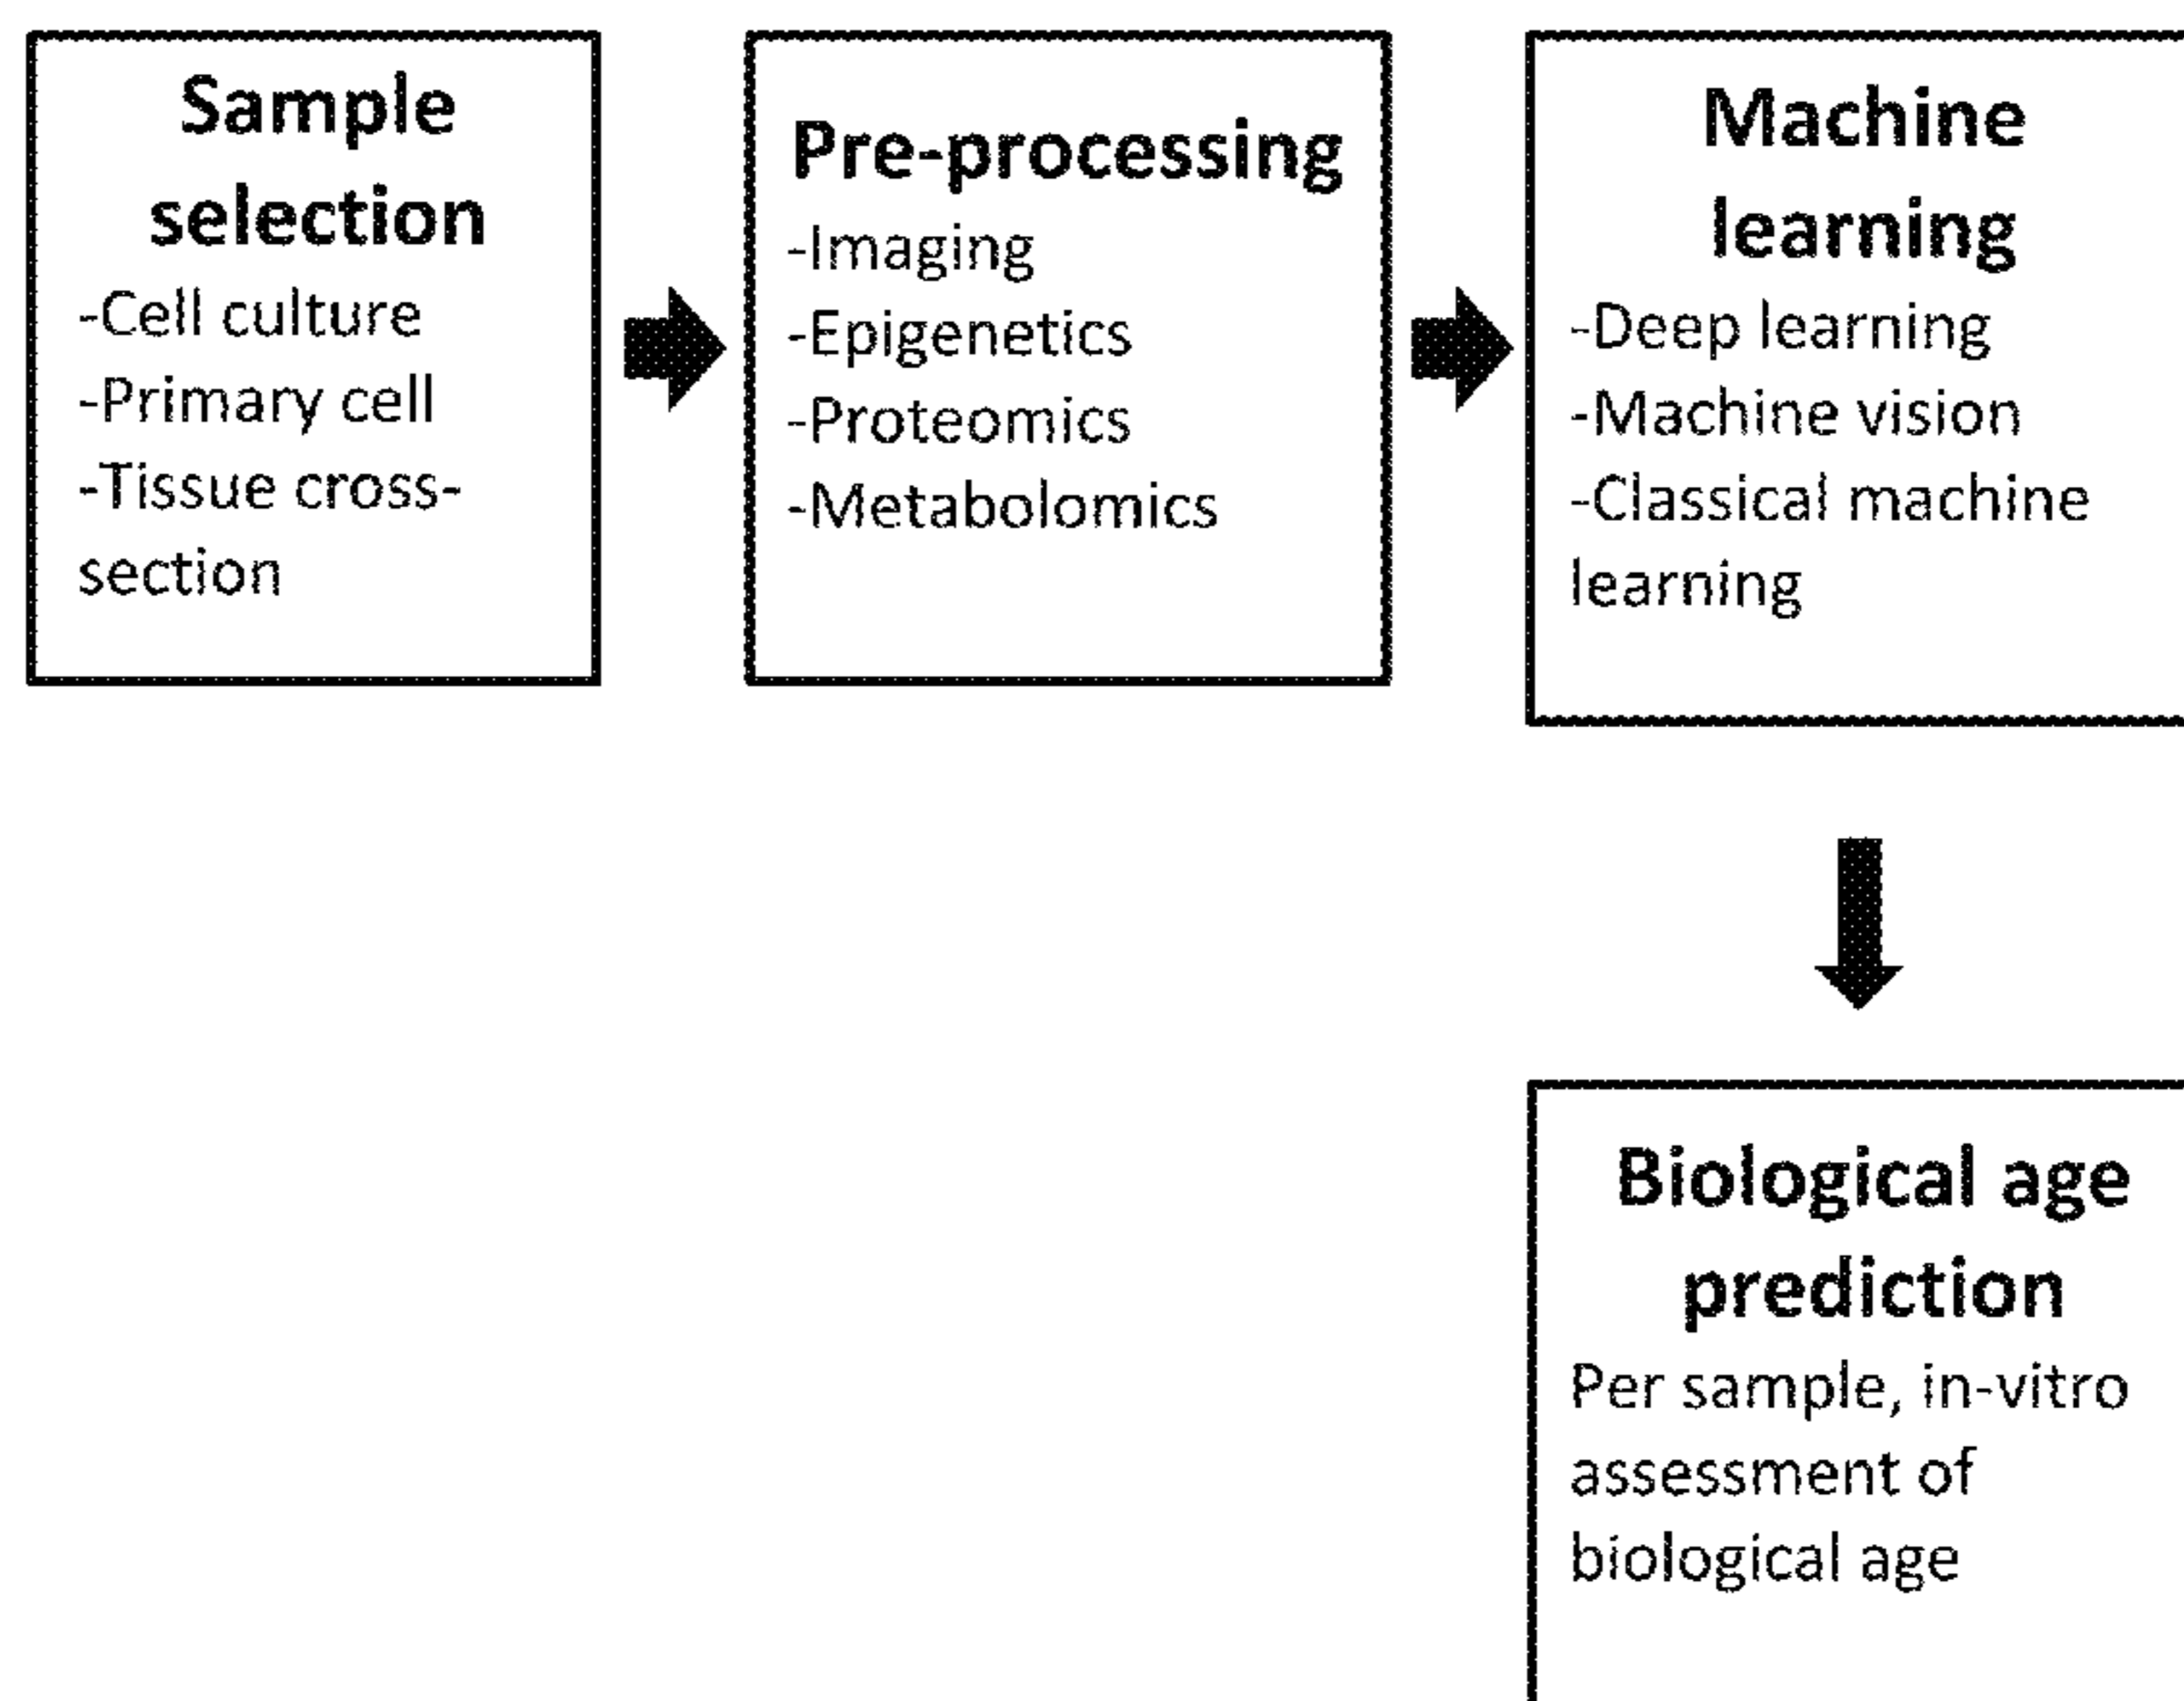 Sample
selection
-Cell culture
-Primary cell
-Tissue cross-
section
Pre-processing
-Imaging
-Epigenetics
-Proteomics
-Metabolomics
Machine
learning
-Deep learning
-Machine vision
-Classical machine
learning
Biological age
prediction
Per sample, in-vitro
assessment of
biological age